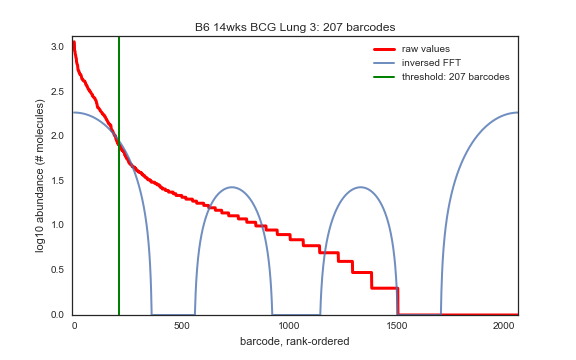 B6 14wks BCG Lung 3: 207 barcodes
raw values
inversed FFT
threshold: 207 barcodes
log10 abundance (# molecules)
3.0
2.5
2.0
1.5
1.0
0.5
0.0
0 500 1000 1500 2000
barcode, rank-ordered